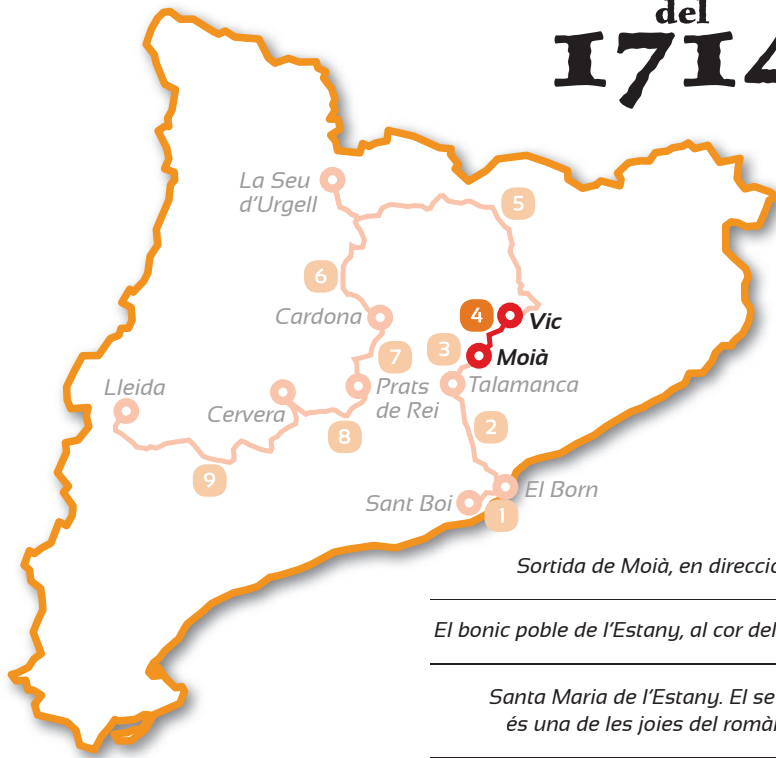 del
1714
La Seu
d'Urgell
5
6
Cardona
4
Vic
3
Moià
7
Lleida
Prats
de Rei
Talamanca
Cervera
2
8
9
El Born
Sant Boi
1
Sortida de Moià, en direcció
El bonic poble de l'Estany, al cor del
Santa Maria de l'Estany. El se
és una de les joies del romà